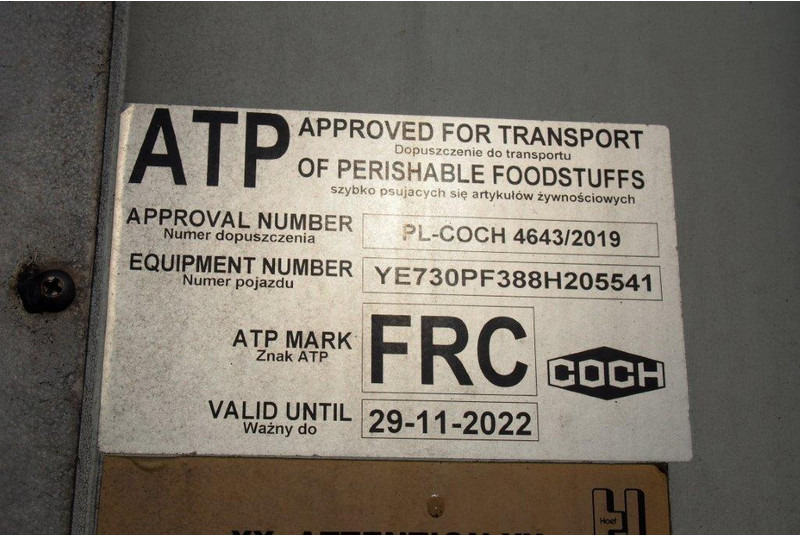 ATP APPROVED FOR TRANSPORT
Dopuszczenie do transportu
OF PERISHABLE FOODSTUFFS
szybko psujących się artykułów żywnościowych
APPROVAL NUMBER PL-COCH 4643/2019
Numer dopuszczenia
EQUIPMENT NUMBER YE730PF388H205541
Numer pojazdu
ATP MARK FRC
Znak ATP
COCH
VALID UNTIL 29-11-2022
Ważny do
Hoef
ATTENTION